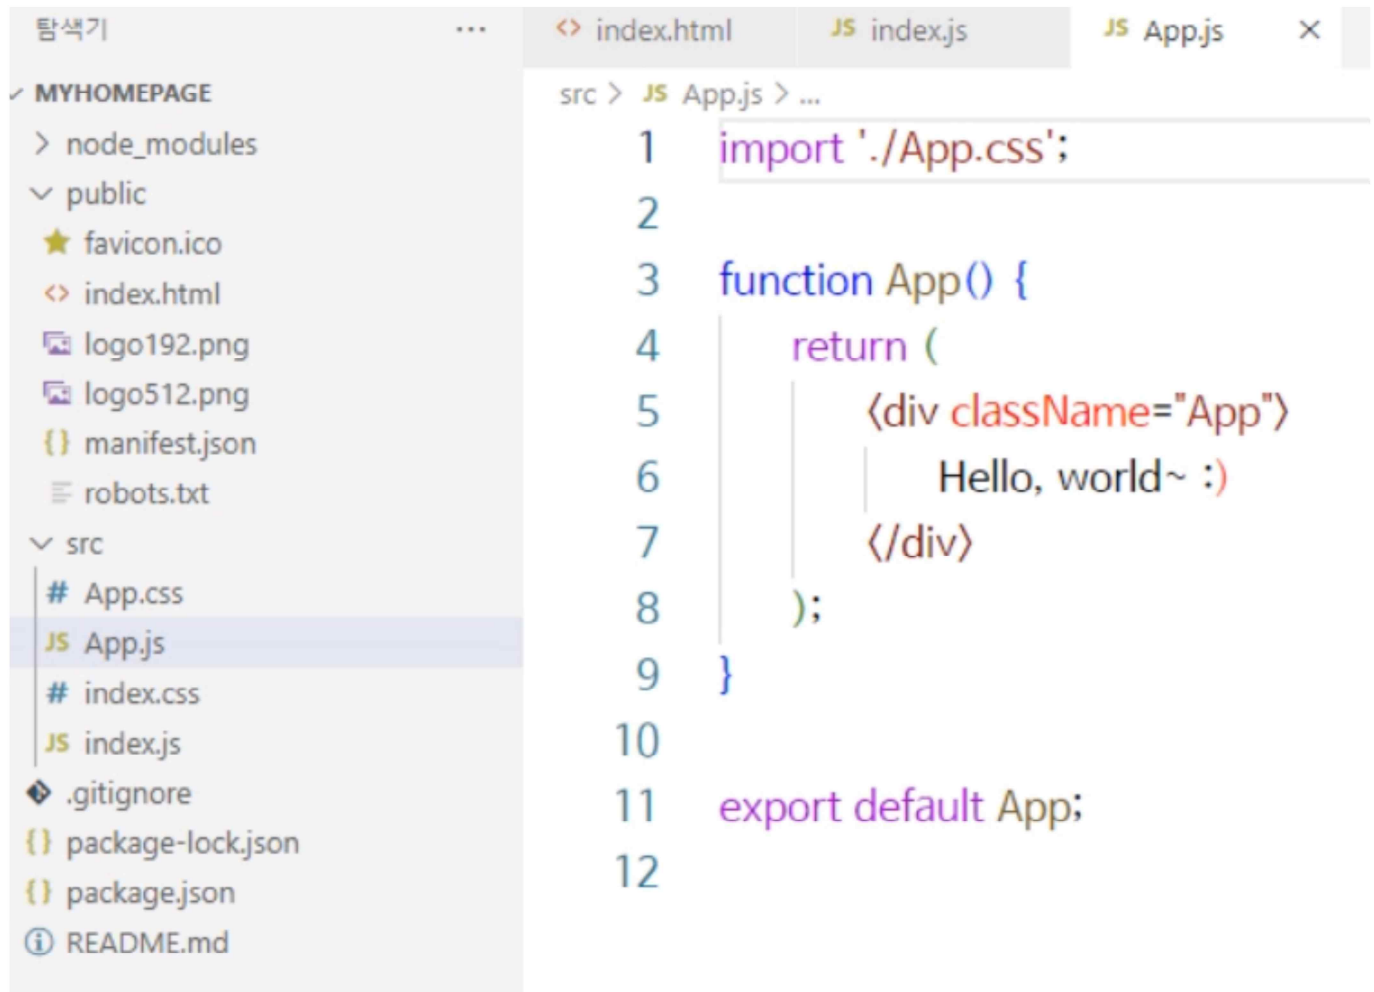 탐색기 ...
MYHOMEPAGE
node_modules
public
favicon.ico
index.html
logo192.png
logo512.png
manifest.json
robots.txt
src
App.css
App.js
index.css
index.js
.gitignore
package-lock.json
package.json
README.md
<> index.html JS index.js JS App.js ×
src > JS App.js > ...
1 import './App.css';
2
3 function App() {
4 return (
5 <div className="App">
6 Hello, world~ :)
7 </div>
8 );
9 }
10
11 export default App;
12